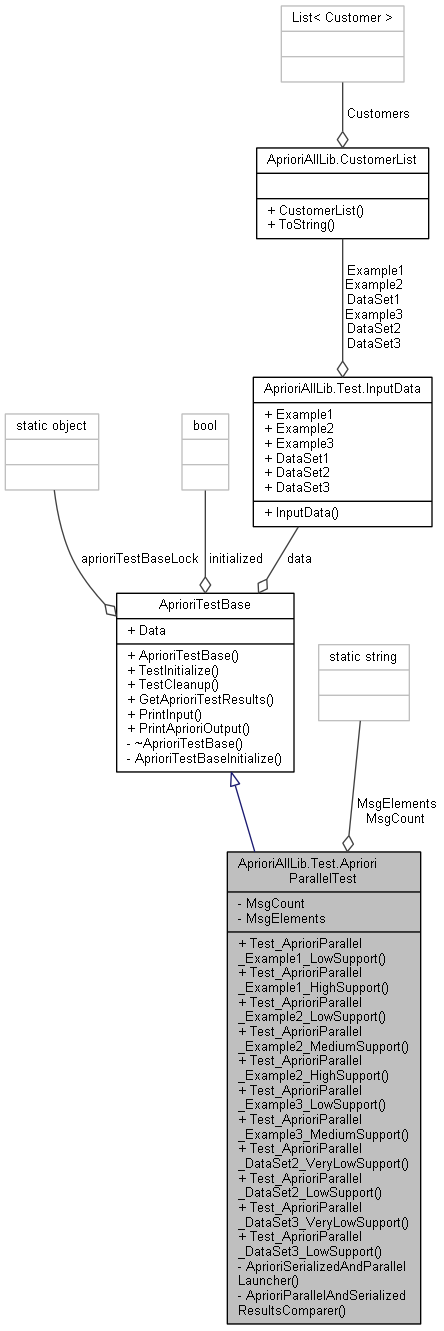 List< Customer >
Customers
AprioriAllLib.CustomerList
+ CustomerList()
+ ToString()
Example1
Example2
DataSet1
Example3
DataSet2
DataSet3
AprioriAllLib.Test.InputData
+ Example1
+ Example2
+ Example3
+ DataSet1
+ DataSet2
+ DataSet3
+ InputData()
static object
bool
aprioriTestBaseLock
initialized
data
AprioriTestBase
+ Data
+ AprioriTestBase()
+ TestInitialize()
+ TestCleanup()
+ GetAprioriTestResults()
+ PrintInput()
+ PrintAprioriOutput()
- ~AprioriTestBase()
- AprioriTestBaseInitialize()
static string
MsgElements
MsgCount
AprioriAllLib.Test.Apriori
ParallelTest
- MsgCount
- MsgElements
+ Test_AprioriParallel
_Example1_LowSupport()
+ Test_AprioriParallel
_Example1_HighSupport()
+ Test_AprioriParallel
_Example2_LowSupport()
+ Test_AprioriParallel
_Example2_MediumSupport()
+ Test_AprioriParallel
_Example2_HighSupport()
+ Test_AprioriParallel
_Example3_LowSupport()
+ Test_AprioriParallel
_Example3_MediumSupport()
+ Test_AprioriParallel
_DataSet2_VeryLowSupport()
+ Test_AprioriParallel
_DataSet2_LowSupport()
+ Test_AprioriParallel
_DataSet3_VeryLowSupport()
+ Test_AprioriParallel
_DataSet3_LowSupport()
- AprioriSerializedAndParallel
Launcher()
- AprioriParallelAndSerialized
ResultsComparer()